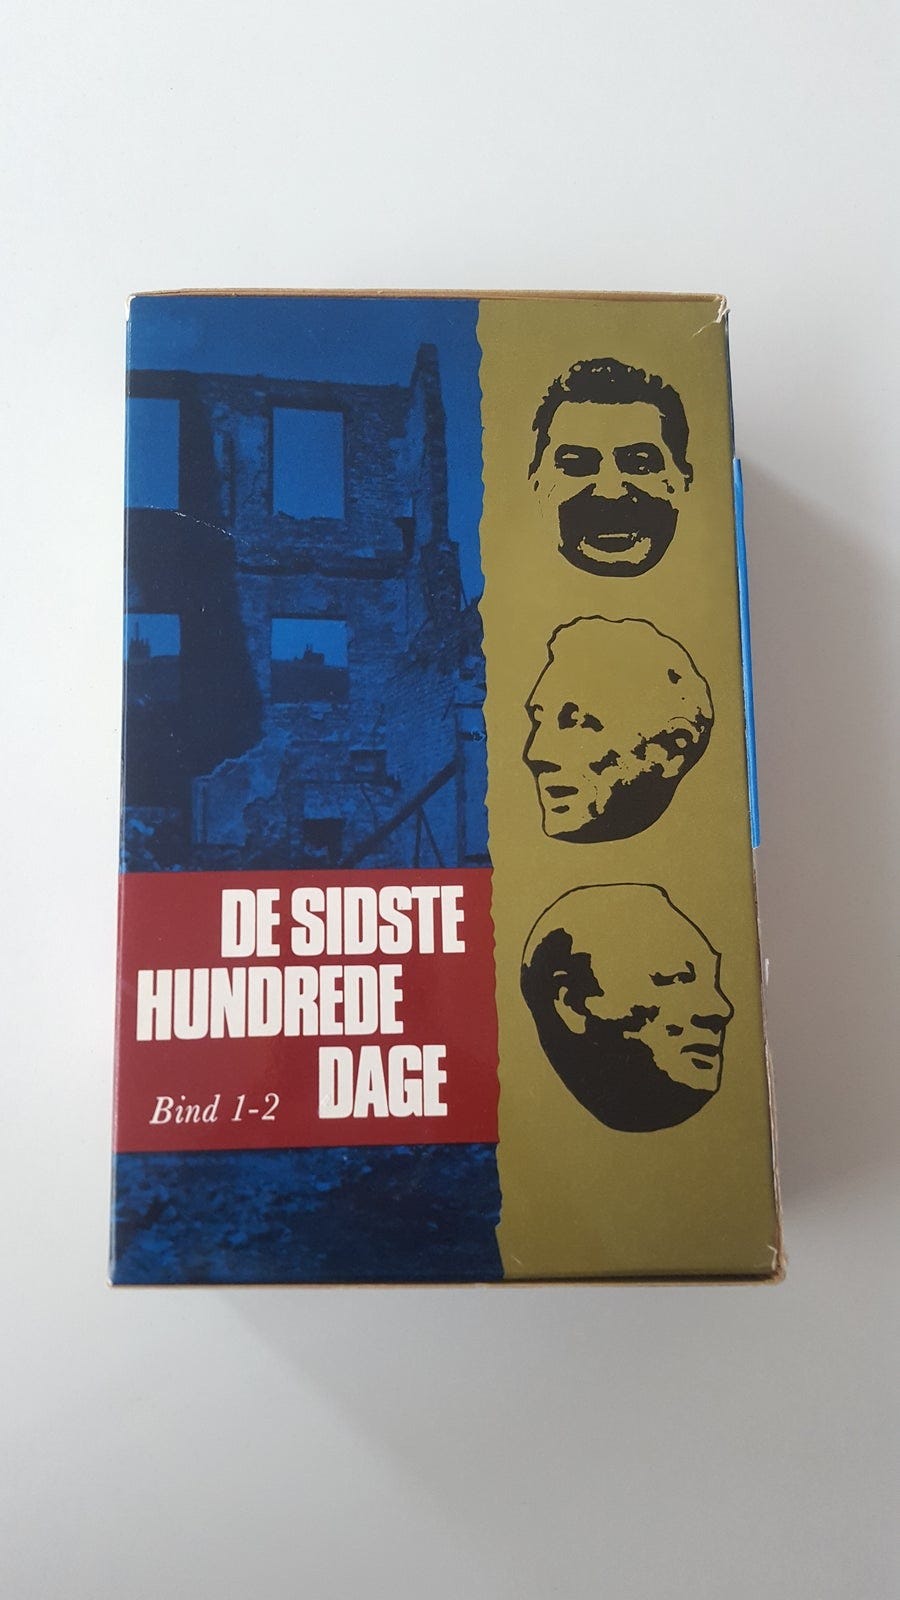 DE SIDSTE
HUNDREDE
DAGE
Bind 1-2